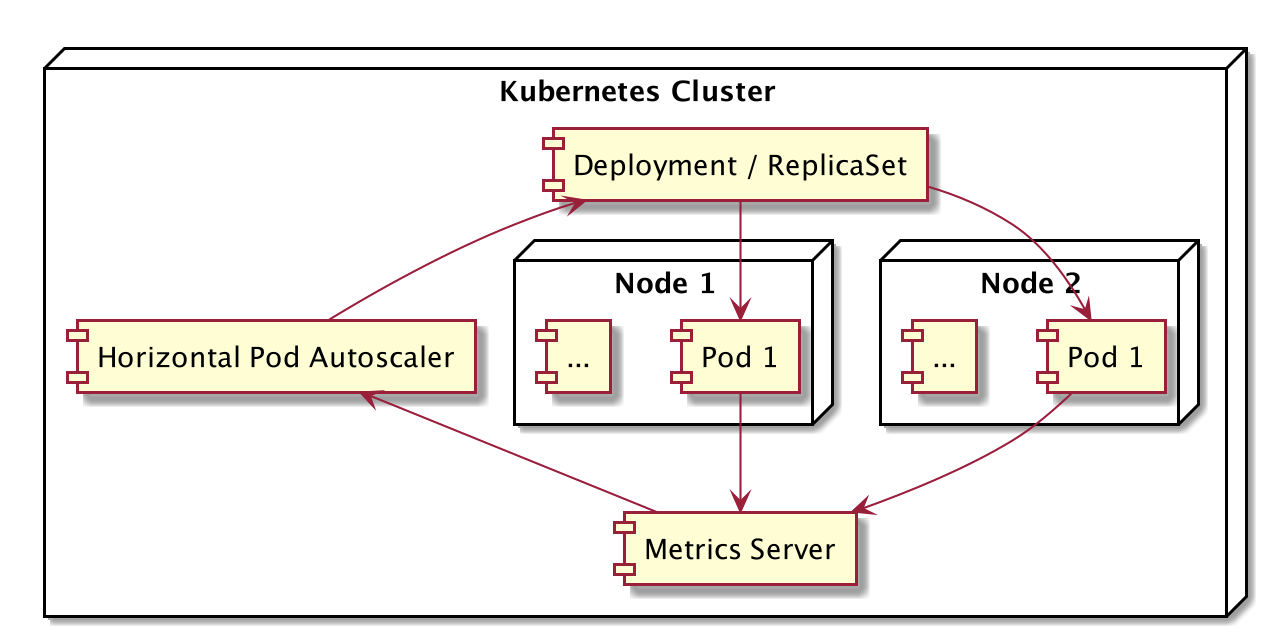 Kubernetes Cluster
Deployment / ReplicaSet
Node 1
Node 2
Horizontal Pod Autoscaler
...
Pod 1
...
Pod 1
Metrics Server